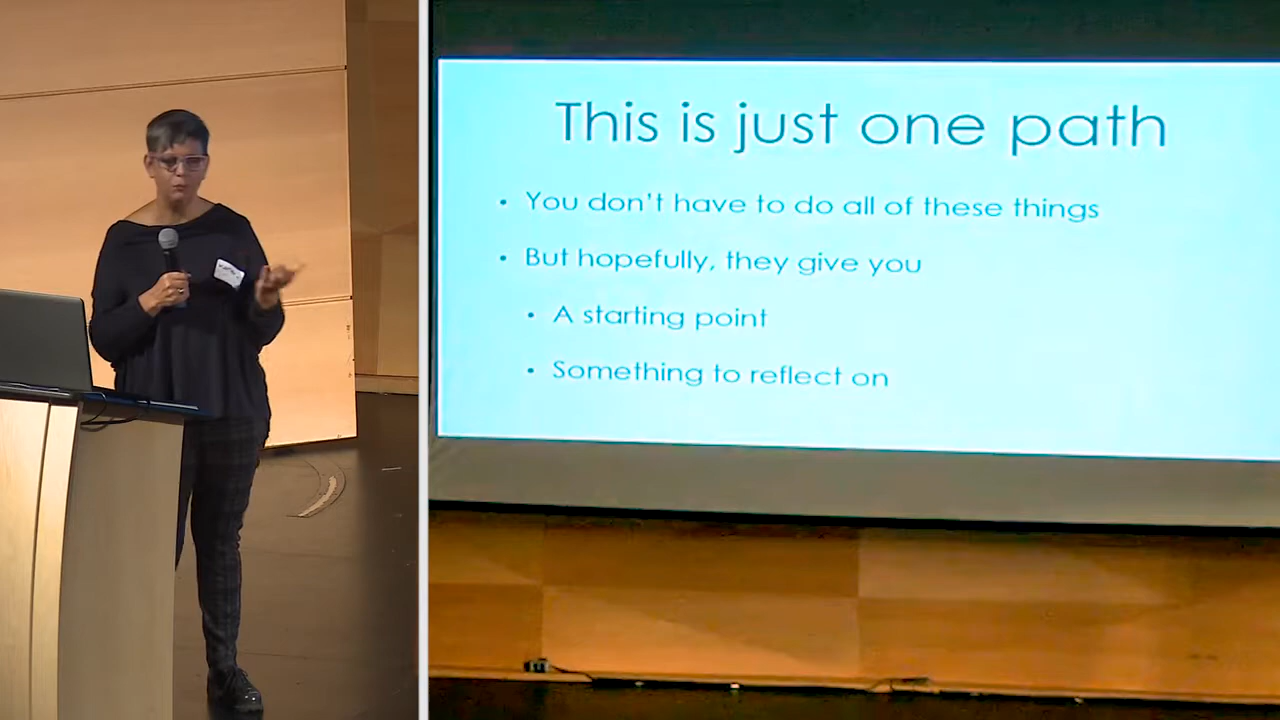 This is just one path
• You don't have to do all of these things
• But hopefully, they give you
• A starting point
• Something to reflect on